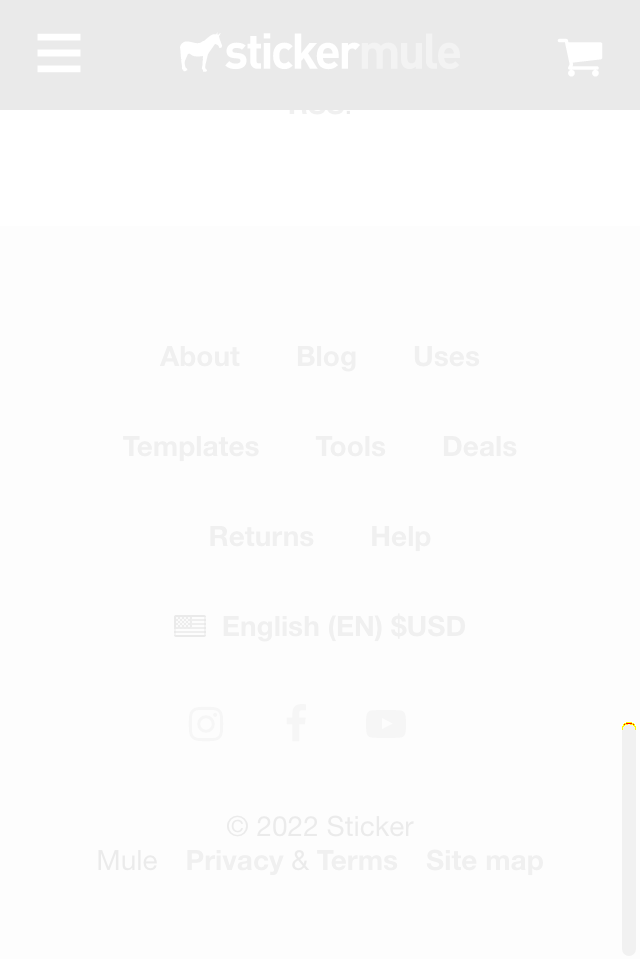 stickermule
About Blog Uses
Templates Tools Deals
Returns Help
English (EN) $USD
© 2022 Sticker
Mule Privacy & Terms Site map